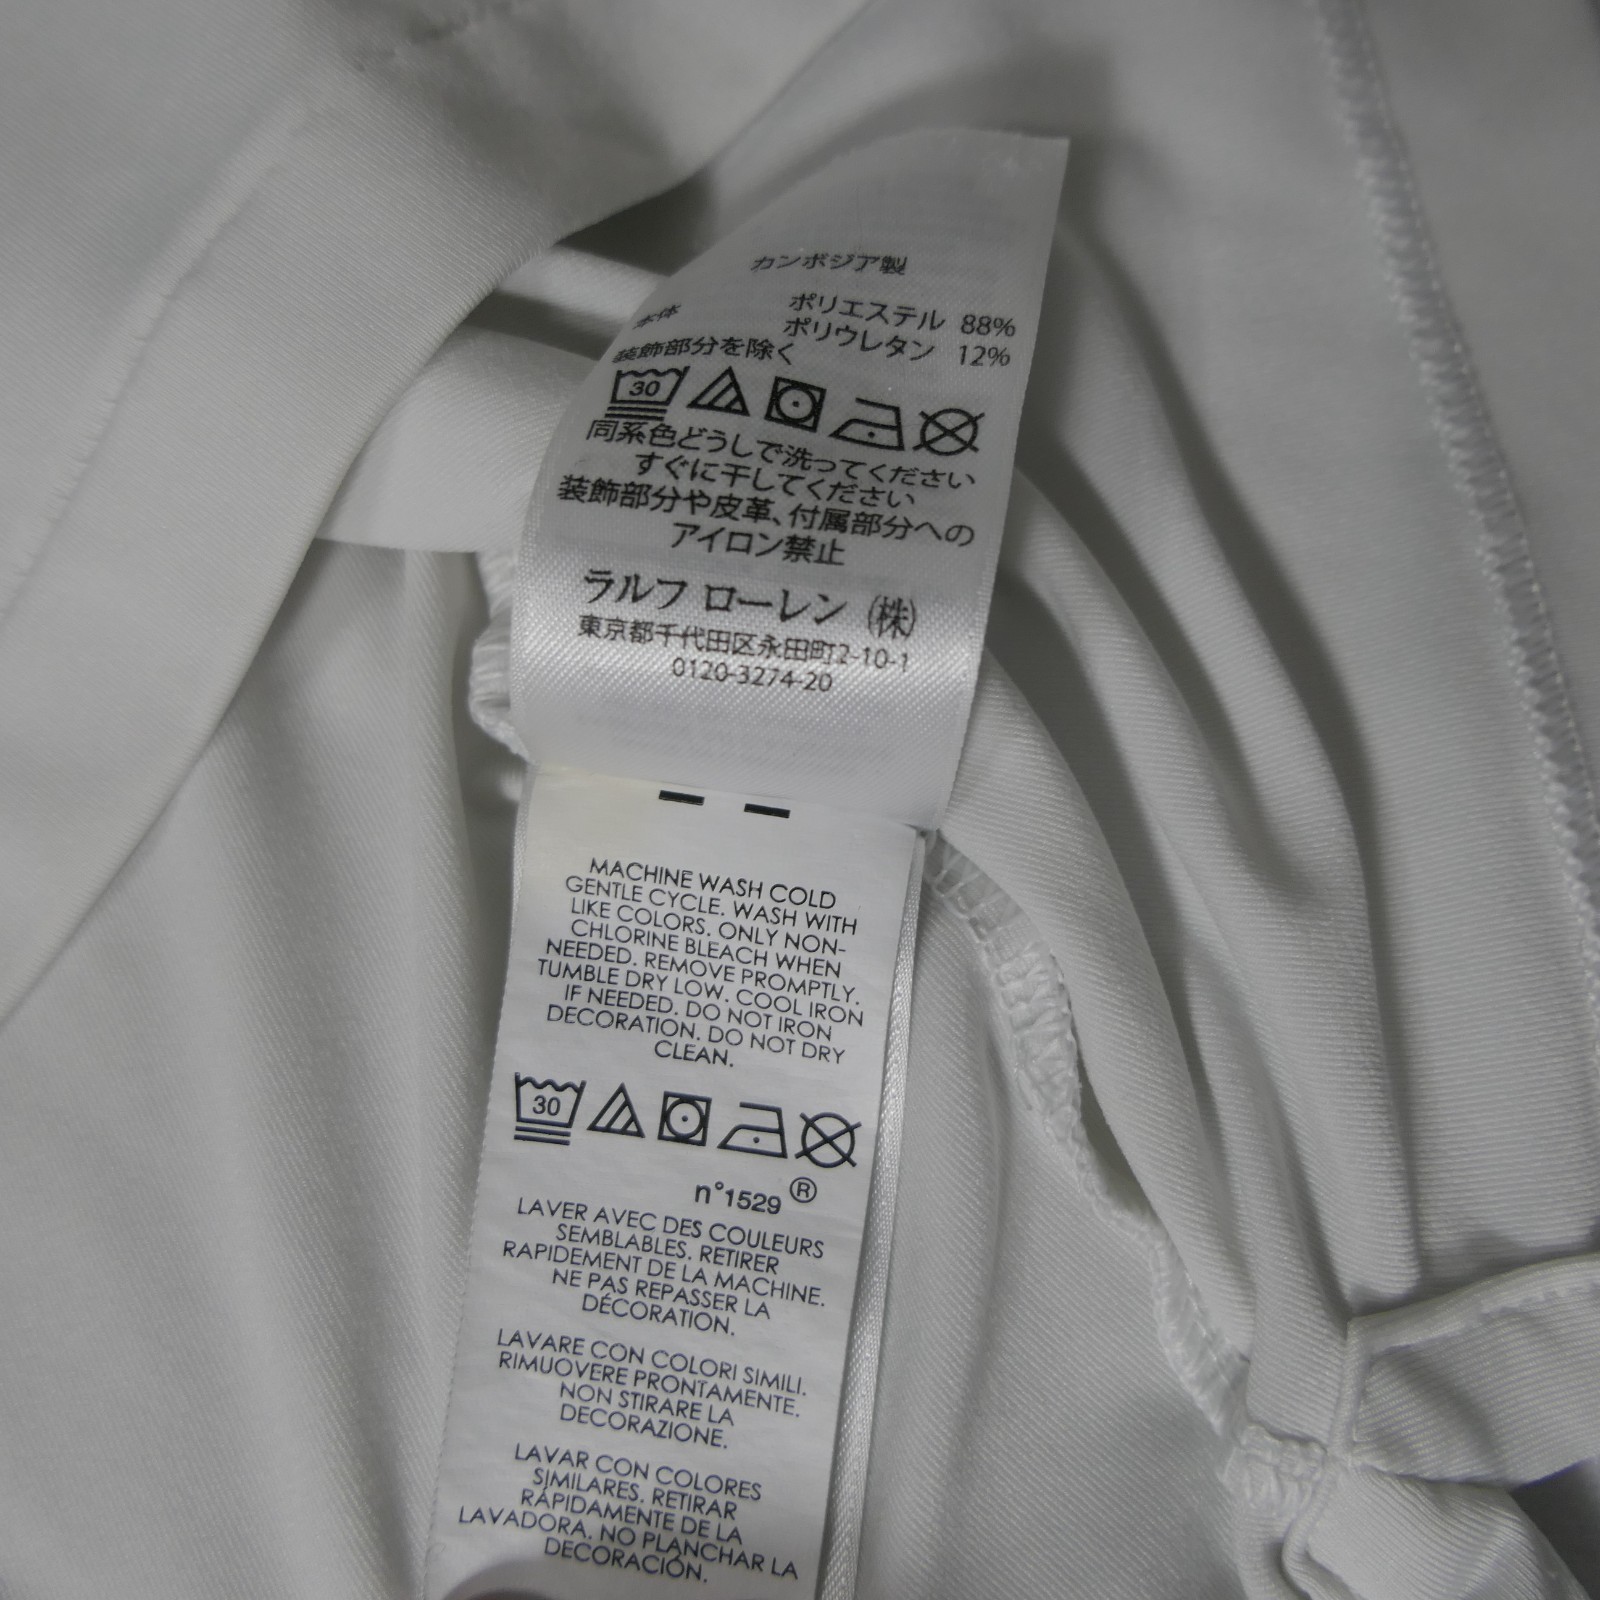 カンボジア製
本体 ポリエステル 88%
ポリウレタン 12%
装飾部分を除く
30
同系色どうしで洗ってください
すぐに干してください
装飾部分や皮革、付属部分への
アイロン禁止
ラルフ ローレン (株)
東京都千代田区永田町2-10-1
0120-3274-20
MACHINE WASH COLD
GENTLE CYCLE. WASH WITH
LIKE COLORS. ONLY NON-
CHLORINE BLEACH WHEN
NEEDED. REMOVE PROMPTLY.
TUMBLE DRY LOW. COOL IRON
IF NEEDED. DO NOT IRON
DECORATION. DO NOT DRY
CLEAN.
30
n°1529 ®
LAVER AVEC DES COULEURS
SEMBLABLES. RETIRER
RAPIDEMENT DE LA MACHINE.
NE PAS REPASSER LA
DÉCORATION.
LAVARE CON COLORI SIMILI.
RIMUOVERE PRONTAMENTE.
NON STIRARE LA
DECORAZIONE.
LAVAR CON COLORES
SIMILARES. RETIRAR
RÁPIDAMENTE DE LA
LAVADORA. NO PLANCHAR LA
DECORACIÓN.